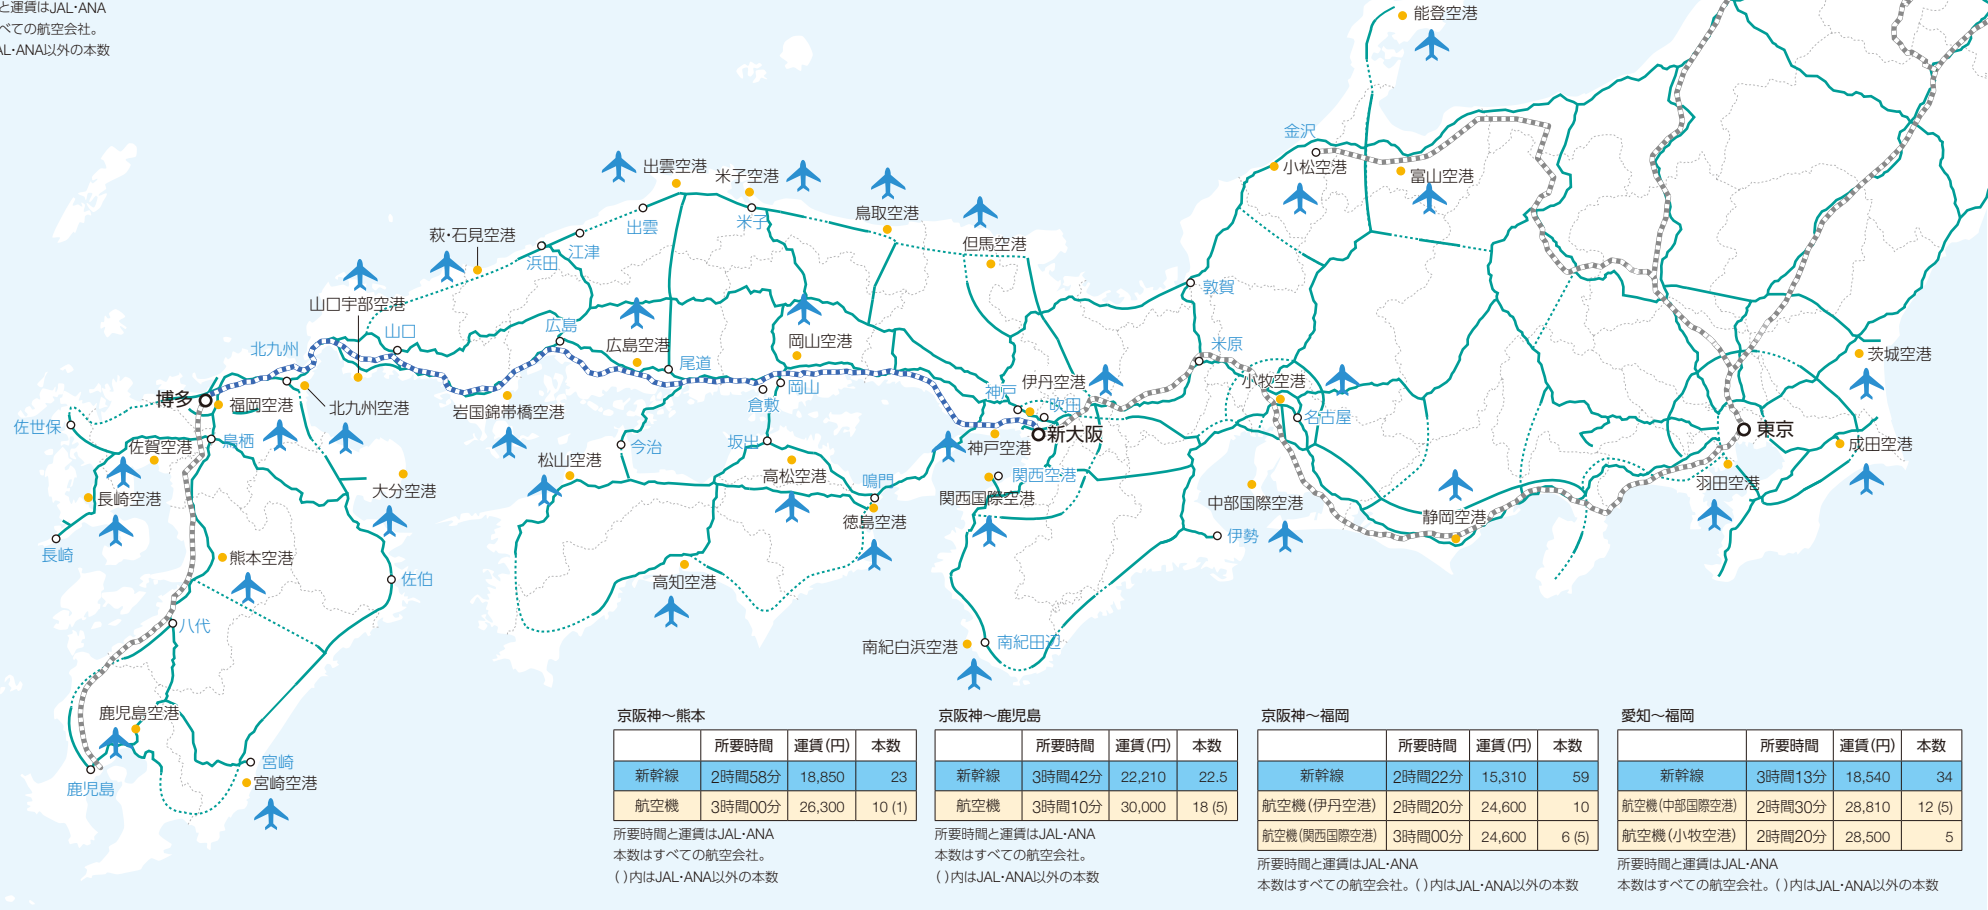 と運賃はJAL・ANA
べての航空会社。
AL・ANA以外の本数
能登空港
金沢
小松空港
富山空港
出雲空港
米子空港
鳥取空港
但馬空港
萩・石見空港
出雲
米子
江津
浜田
敦賀
山口宇部空港
山口
広島
広島空港
岡山空港
尾道
岡山
倉敷
米原
北九州
博多
福岡空港
北九州空港
岩国錦帯橋空港
神戸
伊丹空港
吹田
新大阪
神戸空港
小牧空港
名古屋
茨城空港
東京
成田空港
羽田空港
佐世保
佐賀空港
鳥栖
長崎空港
長崎
大分空港
松山空港
今治
坂出
高松空港
鳴門
徳島空港
関西空港
関西国際空港
中部国際空港
静岡空港
伊勢
熊本空港
佐伯
高知空港
八代
南紀白浜空港
南紀田辺
鹿児島空港
鹿児島
宮崎
宮崎空港
京阪神～熊本
所要時間 運賃(円) 本数
新幹線 2時間58分 18,850 23
航空機 3時間00分 26,300 10 (1)
所要時間と運賃はJAL・ANA
本数はすべての航空会社。
( )内はJAL・ANA以外の本数
京阪神～鹿児島
所要時間 運賃(円) 本数
新幹線 3時間42分 22,210 22.5
航空機 3時間10分 30,000 18 (5)
所要時間と運賃はJAL・ANA
本数はすべての航空会社。
( )内はJAL・ANA以外の本数
京阪神～福岡
所要時間 運賃(円) 本数
新幹線 2時間22分 15,310 59
航空機(伊丹空港) 2時間20分 24,600 10
航空機(関西国際空港) 3時間00分 24,600 6 (5)
所要時間と運賃はJAL・ANA
本数はすべての航空会社。( )内はJAL・ANA以外の本数
愛知～福岡
所要時間 運賃(円) 本数
新幹線 3時間13分 18,540 34
航空機(中部国際空港) 2時間30分 28,810 12 (5)
航空機(小牧空港) 2時間20分 28,500 5
所要時間と運賃はJAL・ANA
本数はすべての航空会社。( )内はJAL・ANA以外の本数